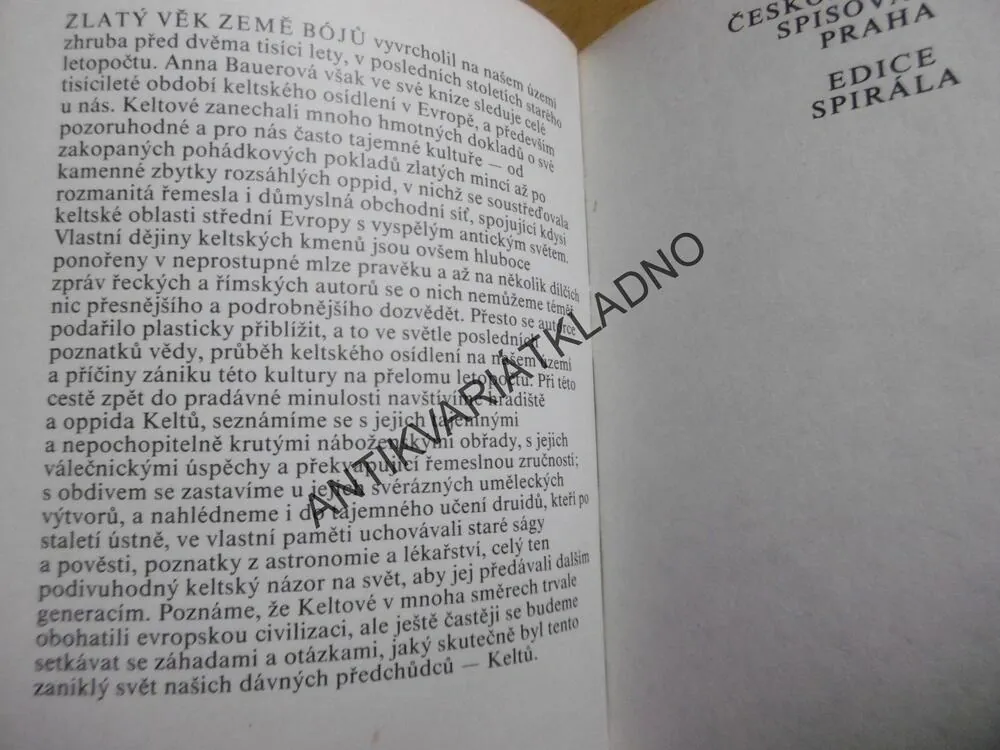 ZLATÝ VĚK ZEMĚ BÓJŮ vyvrcholil na našem území
zhruba před dvěma tisíci lety, v posledních stoletích starého
letopočtu. Anna Bauerová však ve své knize sleduje celé
tisícileté období keltského osídlení v Evropě, a především
u nás. Keltové zanechali mnoho hmotných dokladů o své
pozoruhodné a pro nás často tajemné kultuře — od
zakopaných pohádkových pokladů zlatých mincí až po
kamenné zbytky rozsáhlých oppid, v nichž se soustřeďovala
rozmanitá řemesla i důmyslná obchodní síť, spojující kdysi
keltské oblasti střední Evropy s vyspělým antickým světem.
Vlastní dějiny keltských kmenů jsou ovšem hluboce
ponořeny v neprostupné mlze pravěku a až na několik dílčích
zpráv řeckých a římských autorů se o nich nemůžeme téměř
nic přesnějšího a podrobnějšího dozvědět. Přesto se autorce
podařilo plasticky přiblížit, a to ve světle posledních
poznatků vědy, průběh keltského osídlení na našem území
a příčiny zániku této kultury na přelomu letopočtu. Při této
cestě zpět do pradávné minulosti navštívíme hradiště
a oppida Keltů, seznámíme se s jejich tajemnými
a nepochopitelně krutými náboženskými obřady, s jejich
válečnickými úspěchy a překvapující řemeslnou zručností;
s obdivem se zastavíme u jejich svérázných uměleckých
výtvorů, a nahlédneme i do tajemného učení druidů, kteří po
staletí ústně, ve vlastní paměti uchovávali staré ságy
a pověsti, poznatky z astronomie a lékařství, celý ten
podivuhodný keltský názor na svět, aby jej předávali dalším
generacím. Poznáme, že Keltové v mnoha směrech trvale
obohatili evropskou civilizaci, ale ještě častěji se budeme
setkávat se záhadami a otázkami, jaký skutečně byl tento
zaniklý svět našich dávných předchůdců — Keltů.
ČESKO
SPISOVA
PRAHA
EDICE
SPIRÁLA
ANTIKVARIÁTKLADNO